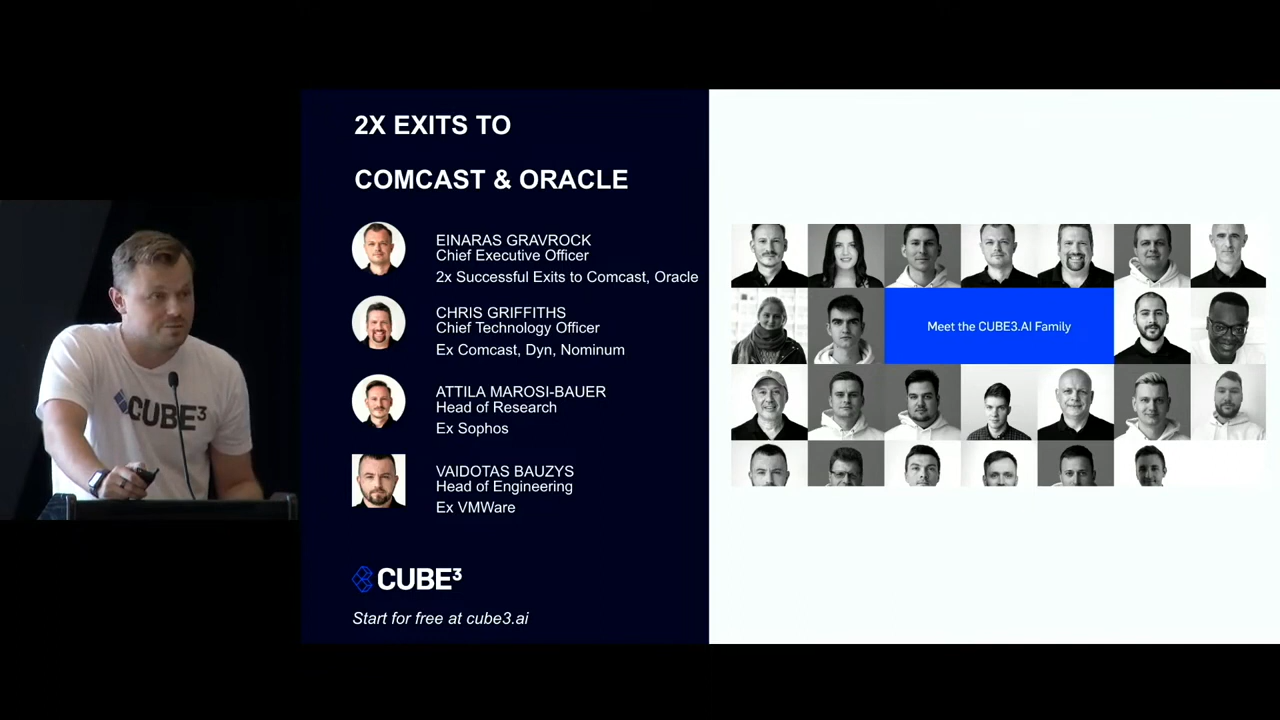 2X EXITS TO
COMCAST & ORACLE
EINARAS GRAVROCK
Chief Executive Officer
2x Successful Exits to Comcast, Oracle
CHRIS GRIFFITHS
Chief Technology Officer
Ex Comcast, Dyn, Nominum
ATTILA MAROSI-BAUER
Head of Research
Ex Sophos
VAIDOTAS BAUZYS
Head of Engineering
Ex VMWare
CUBE³
Start for free at cube3.ai
Meet the CUBE3.AI Family
CUBE³